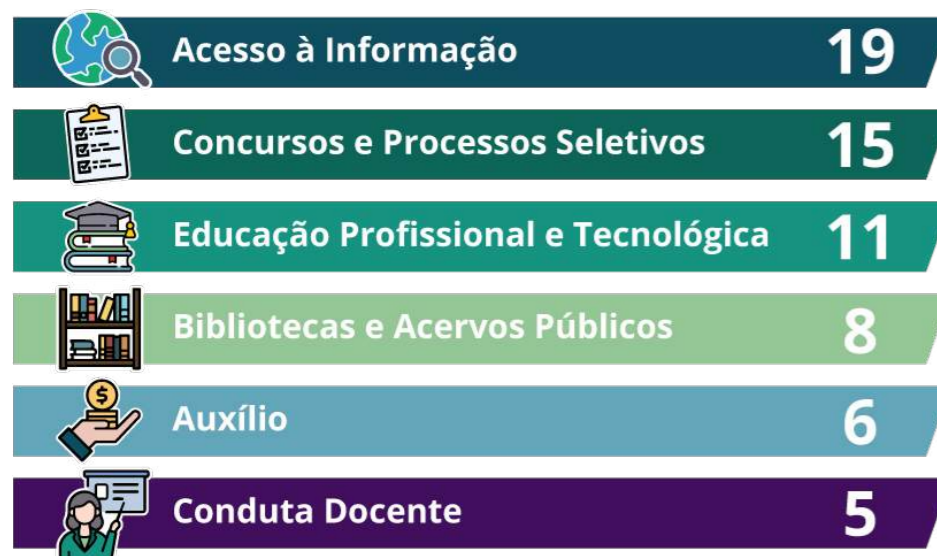 Acesso à Informação 19
Concursos e Processos Seletivos 15
Educação Profissional e Tecnológica 11
Bibliotecas e Acervos Públicos 8
$
Auxílio 6
Conduta Docente 5